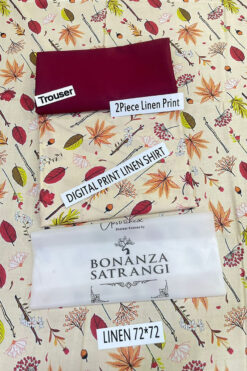 Trouser
2Piece Linen Print
DIGITAL PRINT LINEN SHIRT
BONANZA
SATRANGI
LINEN 72*72